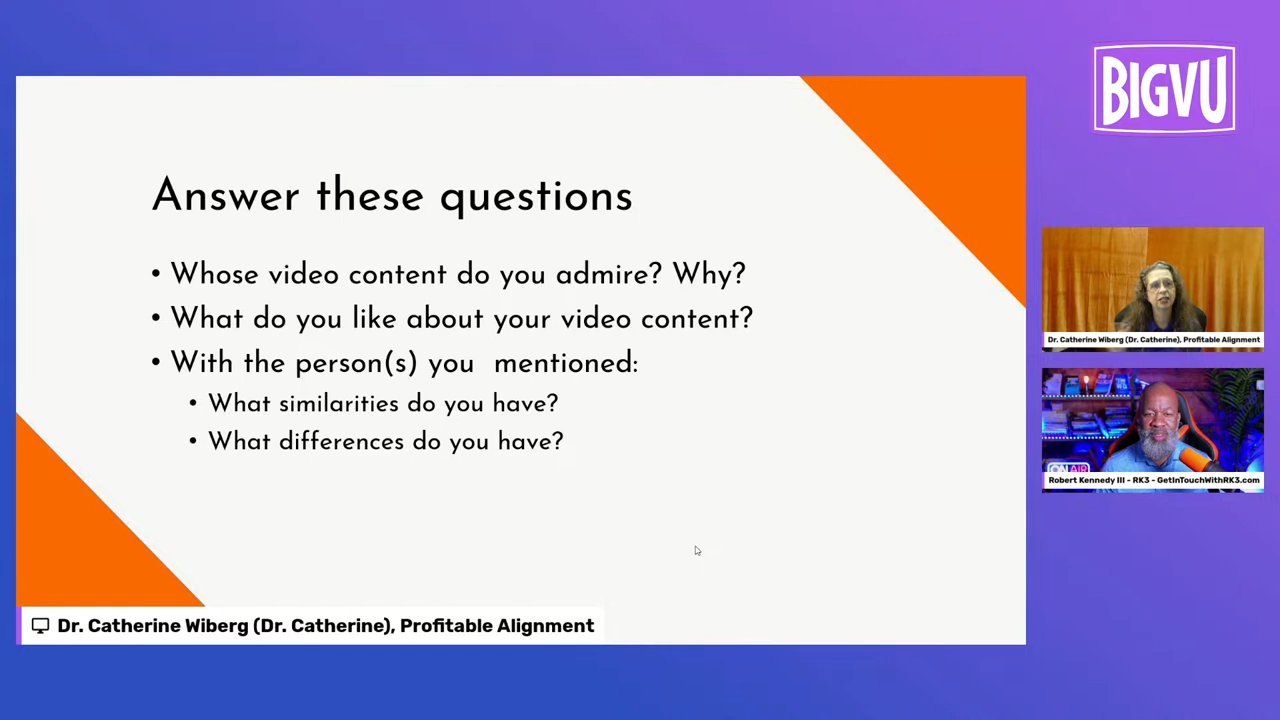 BIGVU
Answer these questions
• Whose video content do you admire? Why?
• What do you like about your video content?
• With the person(s) you mentioned:
• What similarities do you have?
• What differences do you have?
Dr. Catherine Wiberg (Dr. Catherine), Profitable Alignment
Dr. Catherine Wiberg (Dr. Catherine), Profitable Alignment
ON AIR
Robert Kennedy III - RK3 - GetInTouchWithRK3.com